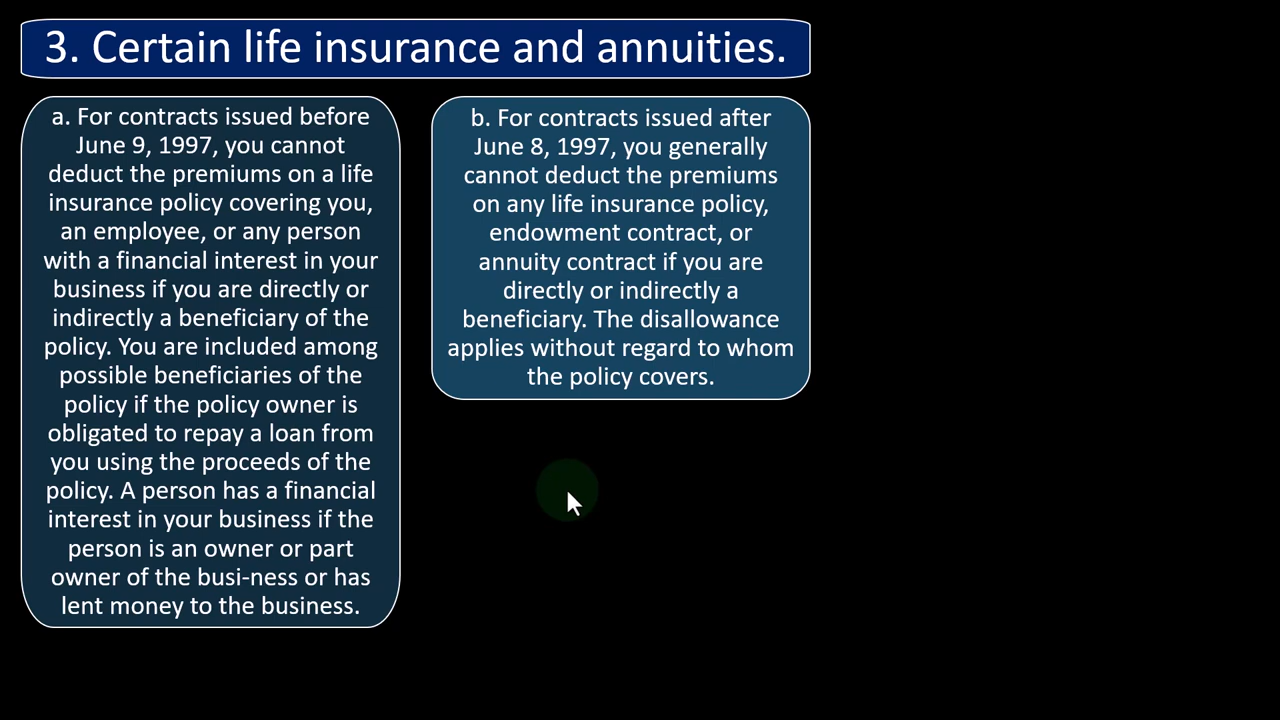 3. Certain life insurance and annuities.
a. For contracts issued before
June 9, 1997, you cannot
deduct the premiums on a life
insurance policy covering you,
an employee, or any person
with a financial interest in your
business if you are directly or
indirectly a beneficiary of the
policy. You are included among
possible beneficiaries of the
policy if the policy owner is
obligated to repay a loan from
you using the proceeds of the
policy. A person has a financial
interest in your business if the
person is an owner or part
owner of the busi-ness or has
lent money to the business.
b. For contracts issued after
June 8, 1997, you generally
cannot deduct the premiums
on any life insurance policy,
endowment contract, or
annuity contract if you are
directly or indirectly a
beneficiary. The disallowance
applies without regard to whom
the policy covers.